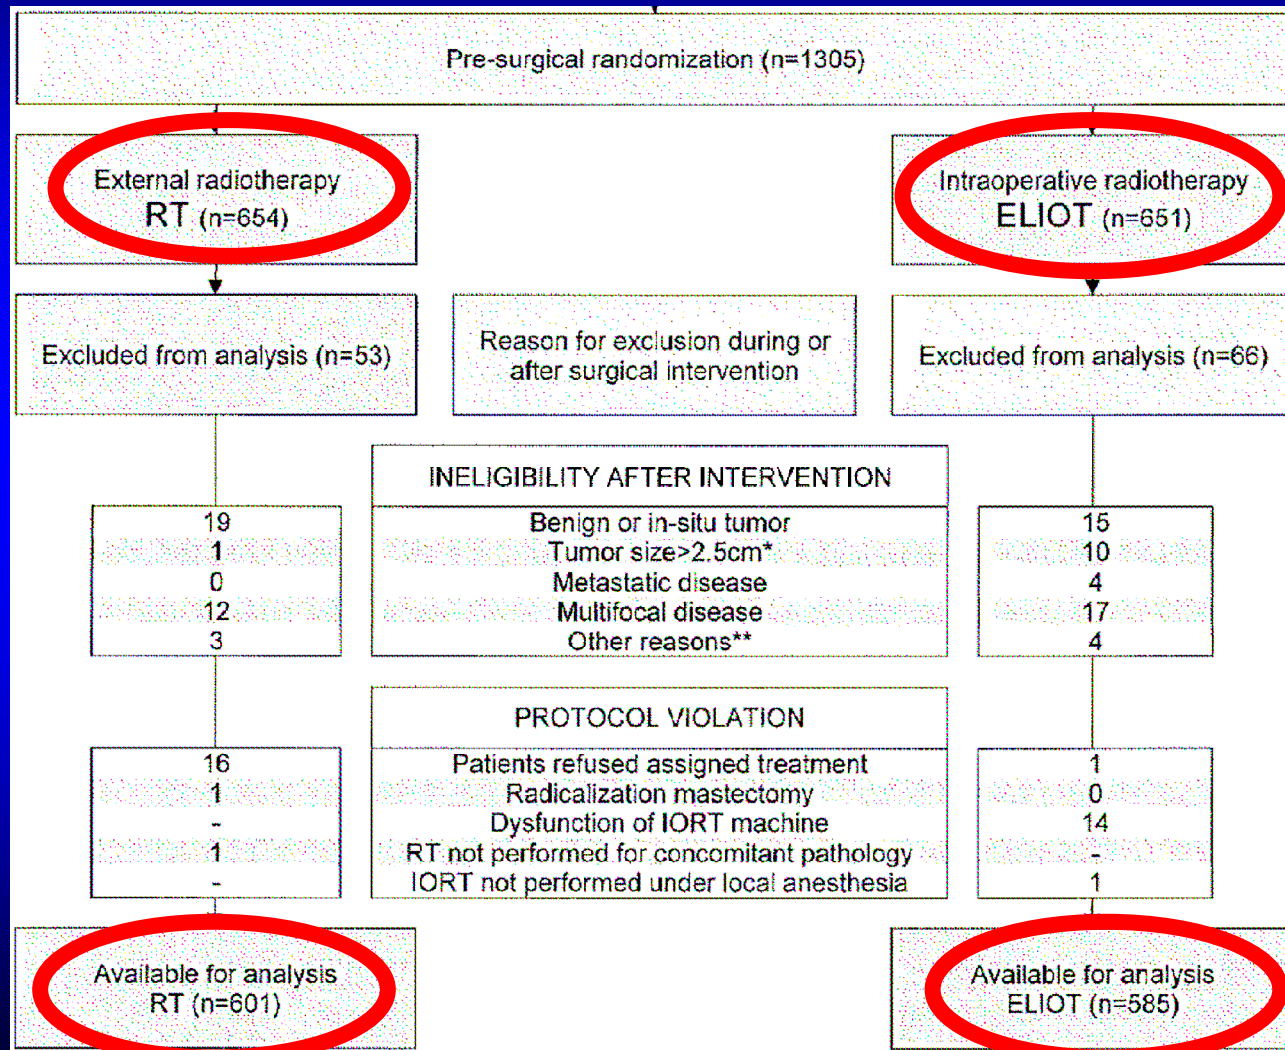 Pre-surgical randomization (n=1305)
External radiotherapy
RT (n=654)
Intraoperative radiotherapy
ELIOT (n=651)
Excluded from analysis (n=53)
Reason for exclusion during or
after surgical intervention
Excluded from analysis (n=66)
INELIGIBILITY AFTER INTERVENTION
19 Benign or in-situ tumor 15
1 Tumor size>2.5cm* 10
0 Metastatic disease 4
12 Multifocal disease 17
3 Other reasons** 4
PROTOCOL VIOLATION
16 Patients refused assigned treatment 1
1 Radicalization mastectomy 0
- Dysfunction of IORT machine 14
1 RT not performed for concomitant pathology -
- IORT not performed under local anesthesia 1
Available for analysis
RT (n=601)
Available for analysis
ELIOT (n=585)